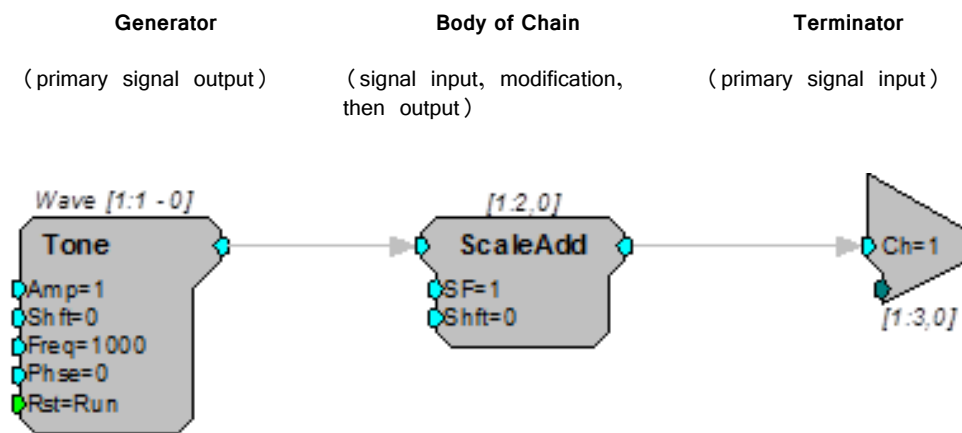 Generator
Body of Chain
Terminator
(primary signal output)
(signal input, modification,
then output)
(primary signal input)
Wave [1:1 - 0]
Tone
Amp=1
Shft=0
Freq=1000
Phse=0
Rst=Run
[1:2,0]
ScaleAdd
SF=1
Shft=0
Ch=1
[1:3,0]